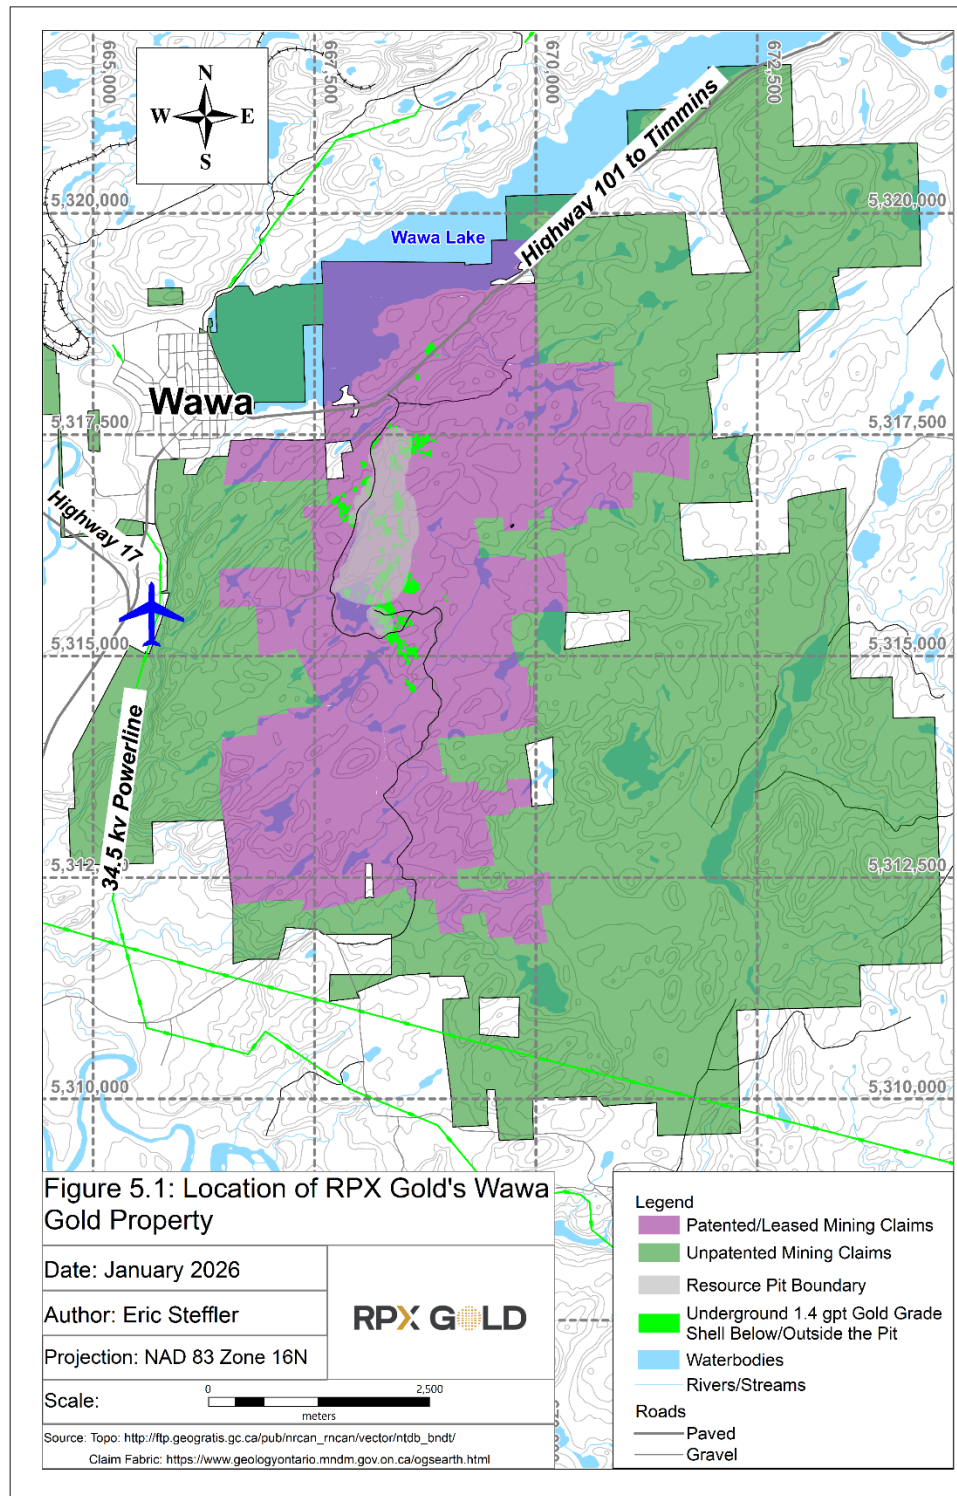 665,000
667,500
670,000
672,500
N
W E
S
5,320,000
5,320,000
Highway 101 to Timmins
Wawa Lake
Wawa
5,317,500
5,317,500
Highway 17
5,315,000
5,315,000
34.5 kv Powerline
5,312,500
5,310,000
5,310,000
Figure 5.1: Location of RPX Gold's Wawa
Gold Property
Date: January 2026
Author: Eric Steffler
Projection: NAD 83 Zone 16N
RPX GOLD
Scale:
0 2,500
meters
Source: Topo: http://ftp.geogratis.gc.ca/pub/nrcan_rncan/vector/ntdb_bndt/
Claim Fabric: https://www.geologyontario.mndm.gov.on.ca/ogsearth.html
Legend
Patented/Leased Mining Claims
Unpatented Mining Claims
Resource Pit Boundary
Underground 1.4 gpt Gold Grade
Shell Below/Outside the Pit
Waterbodies
Rivers/Streams
Roads
Paved
Gravel